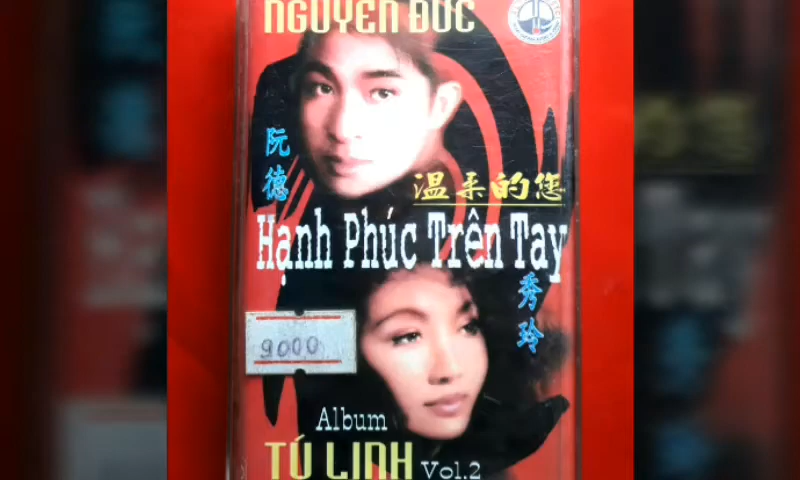 NGUYỄN ĐỨC
阮德
温柔的您
Hạnh Phúc Trên Tay
秀玲
9000
Album
TÚ LINH Vol.2